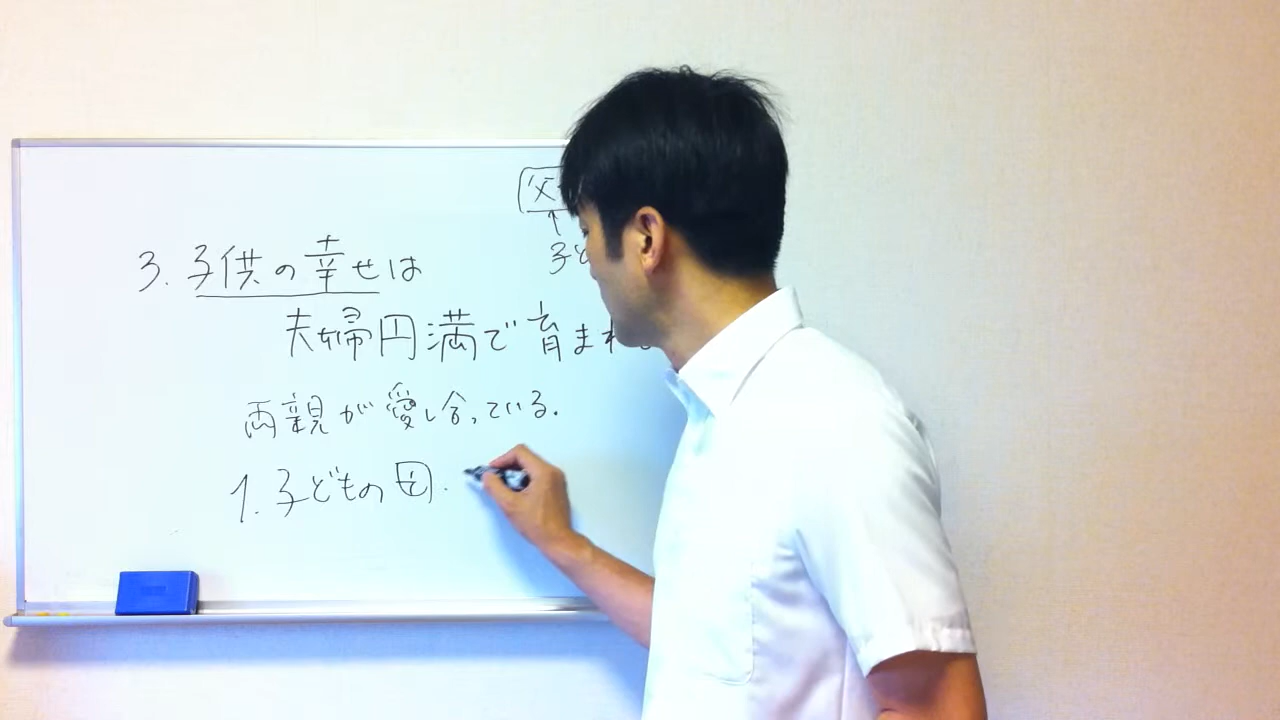 父
子ど
3. 子供の幸せは
夫婦円満で育まれ
両親が愛し合っている.
1. 子どもの